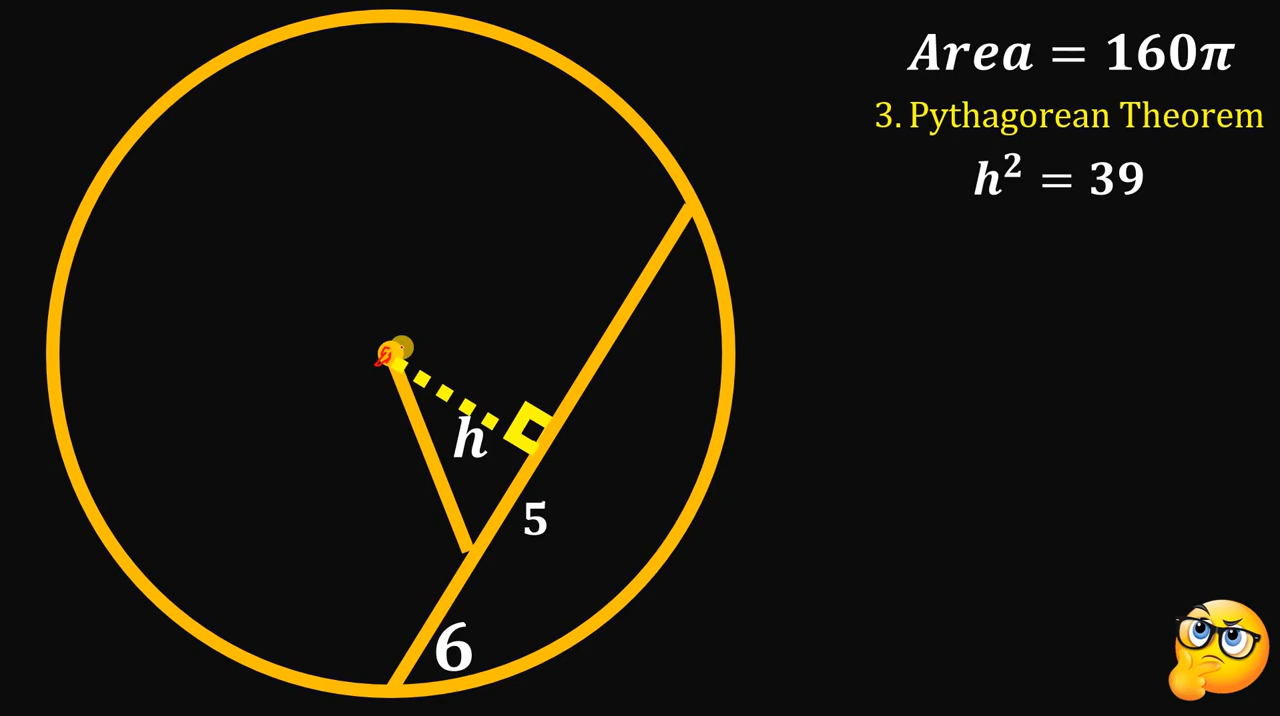 Area = 160π
3. Pythagorean Theorem
h² = 39
h
5
6